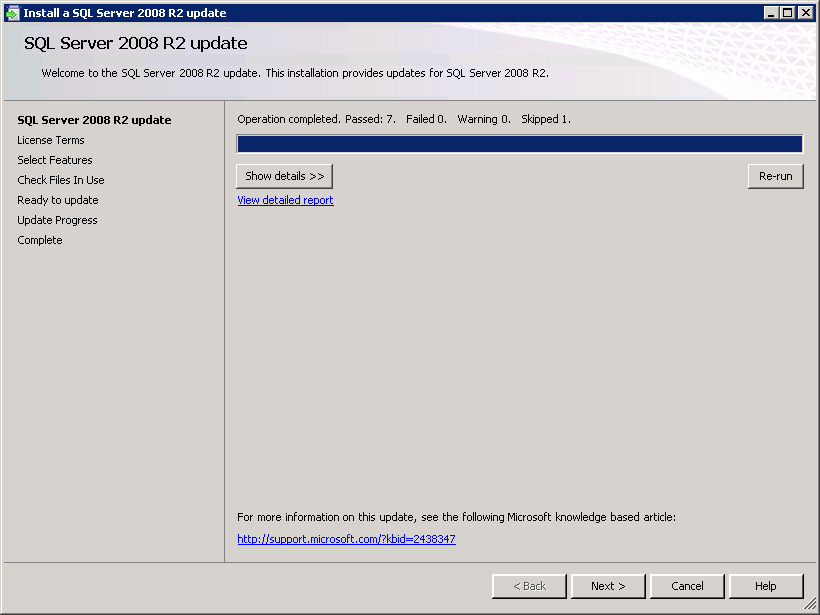 Install a SQL Server 2008 R2 update
SQL Server 2008 R2 update
Welcome to the SQL Server 2008 R2 update. This installation provides updates for SQL Server 2008 R2.
SQL Server 2008 R2 update
License Terms
Select Features
Check Files In Use
Ready to update
Update Progress
Complete
Operation completed. Passed: 7.   Failed 0.   Warning 0.   Skipped 1.
Show details >>
Re-run
View detailed report
For more information on this update, see the following Microsoft knowledge based article:
http://support.microsoft.com/?kbid=2438347
< Back
Next >
Cancel
Help